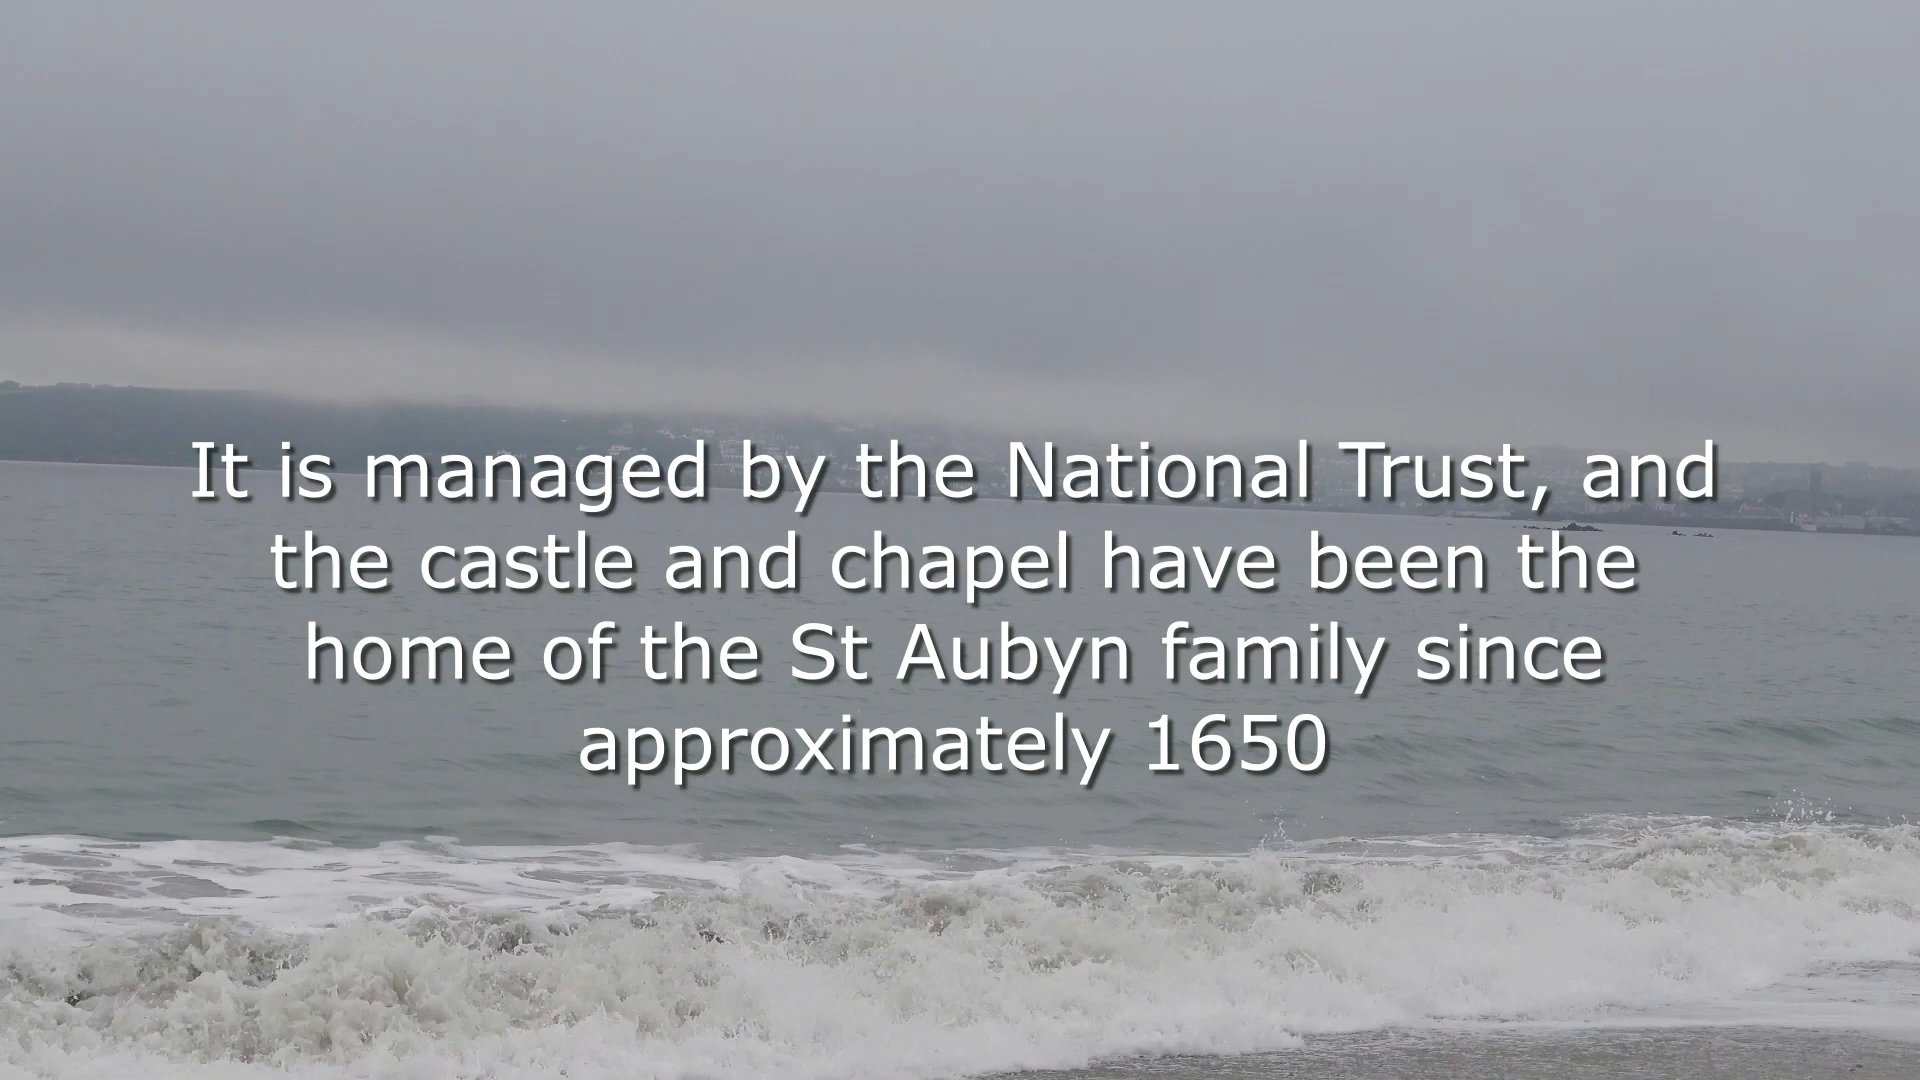 It is managed by the National Trust, and
the castle and chapel have been the
home of the St Aubyn family since
approximately 1650